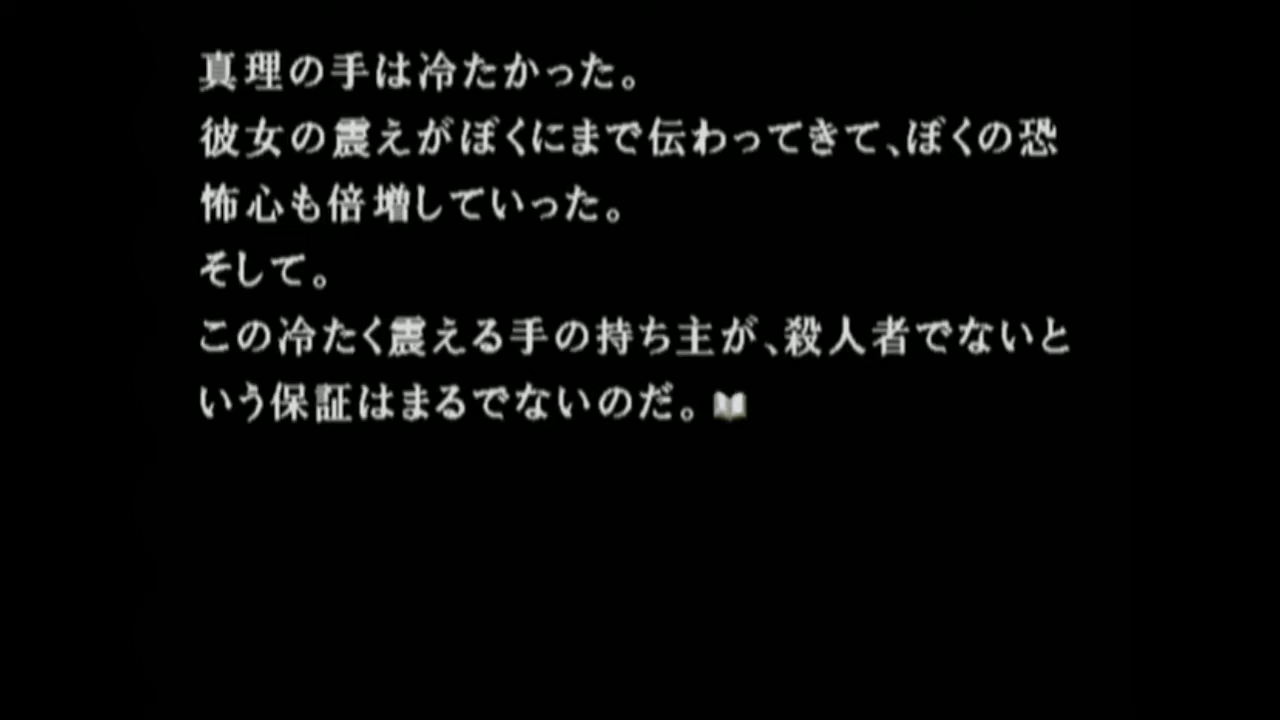 真理の手は冷たかった。
彼女の震えがぼくにまで伝わってきて、ぼくの恐
怖心も倍増していった。
そして。
この冷たく震える手の持ち主が、殺人者でないと
いう保証はまるでないのだ。